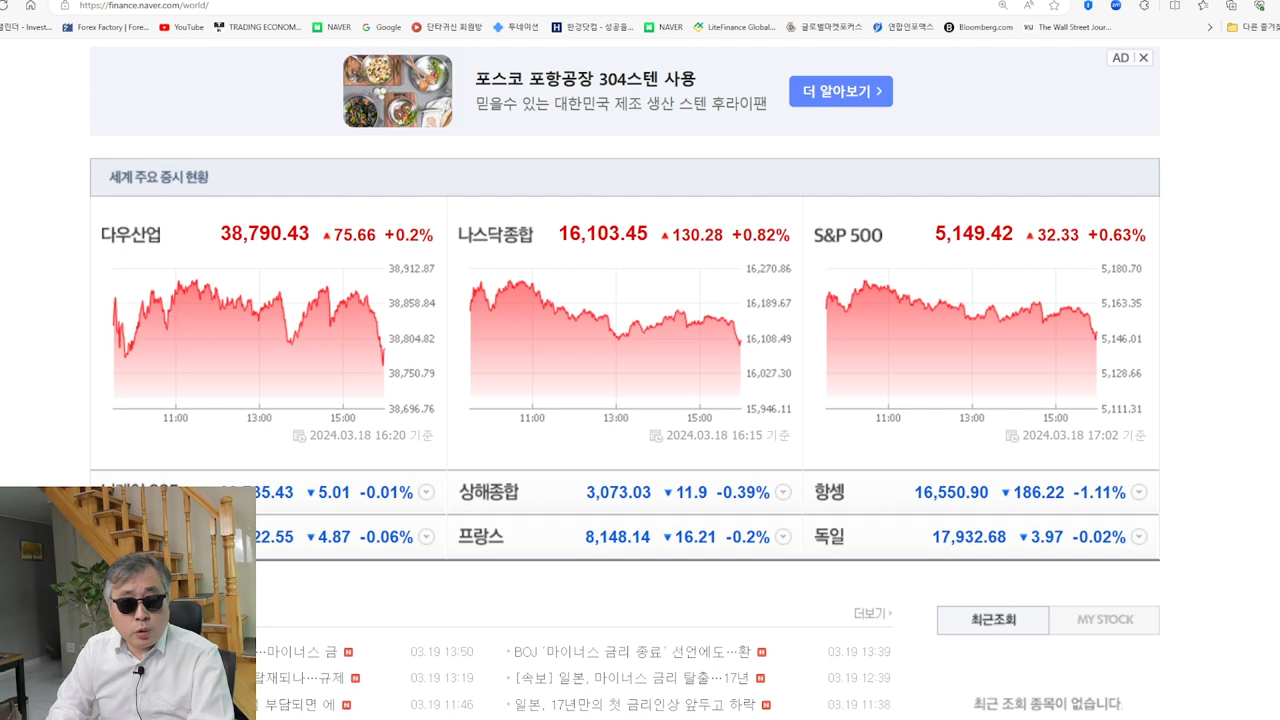 https://finance.naver.com/world/
캘린더 - Invest... Forex Factory | Fore... YouTube TRADING ECONOM... NAVER Google 단타귀신 회원방 투네이션 한경닷컴 - 성공을... NAVER LiteFinance Global... 글로벌마켓포커스 연합인포맥스 Bloomberg.com The Wall Street Jour... 다른 즐겨찾
포스코 포항공장 304스텐 사용
믿을수 있는 대한민국 제조 생산 스텐 후라이팬
더 알아보기 >
AD
세계 주요 증시 현황
다우산업 38,790.43 ▲75.66 +0.2%
38,912.87
38,858.84
38,804.82
38,750.79
38,696.76
11:00 13:00 15:00
2024.03.18 16:20 기준
나스닥종합 16,103.45 ▲130.28 +0.82%
16,270.86
16,189.67
16,108.49
16,027.30
15,946.11
11:00 13:00 15:00
2024.03.18 16:15 기준
S&P 500 5,149.42 ▲32.33 +0.63%
5,180.70
5,163.35
5,146.01
5,128.66
5,111.31
11:00 13:00 15:00
2024.03.18 17:02 기준
35.43 ▼5.01 -0.01%
상해종합 3,073.03 ▼11.9 -0.39%
항셍 16,550.90 ▼186.22 -1.11%
22.55 ▼4.87 -0.06%
프랑스 8,148.14 ▼16.21 -0.2%
독일 17,932.68 ▼3.97 -0.02%
더보기
최근조회 MY STOCK
…마이너스 금 03.19 13:50
BOJ ´마이너스 금리 종료´ 선언에도…환 03.19 13:39
탑재되나…규제 03.19 13:19
[속보] 일본, 마이너스 금리 탈출…17년 03.19 12:39
부담되면 에 03.19 11:46
일본, 17년만의 첫 금리인상 앞두고 하락 03.19 11:38
최근 조회 종목이 없습니다.